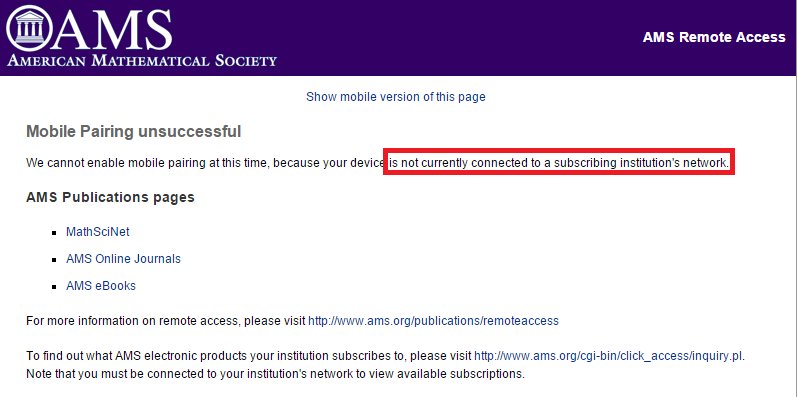 AMS
AMERICAN MATHEMATICAL SOCIETY
AMS Remote Access
Show mobile version of this page
Mobile Pairing unsuccessful
We cannot enable mobile pairing at this time, because your device is not currently connected to a subscribing institution's network.
AMS Publications pages
MathSciNet
AMS Online Journals
AMS eBooks
For more information on remote access, please visit http://www.ams.org/publications/remoteaccess
To find out what AMS electronic products your institution subscribes to, please visit http://www.ams.org/cgi-bin/click_access/inquiry.pl.
Note that you must be connected to your institution's network to view available subscriptions.